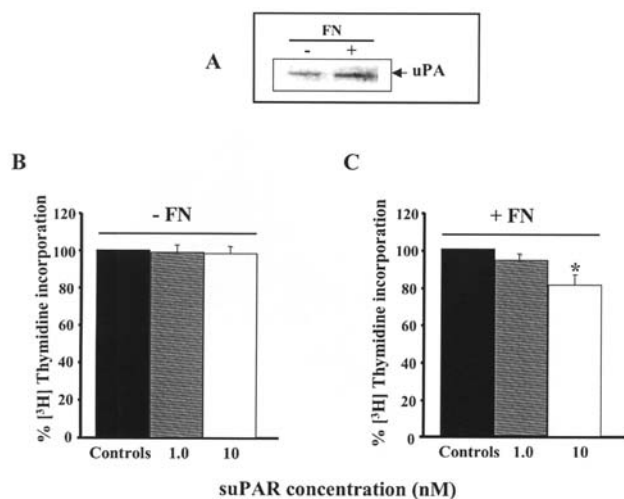 FN
- +
A
uPA
B
- FN
% [³H] Thymidine incorporation
120
100
80
60
40
20
0
Controls 1.0 10
C
+ FN
% [³H] Thymidine incorporation
120
100
80
60
40
20
0
*
Controls 1.0 10
suPAR concentration (nM)